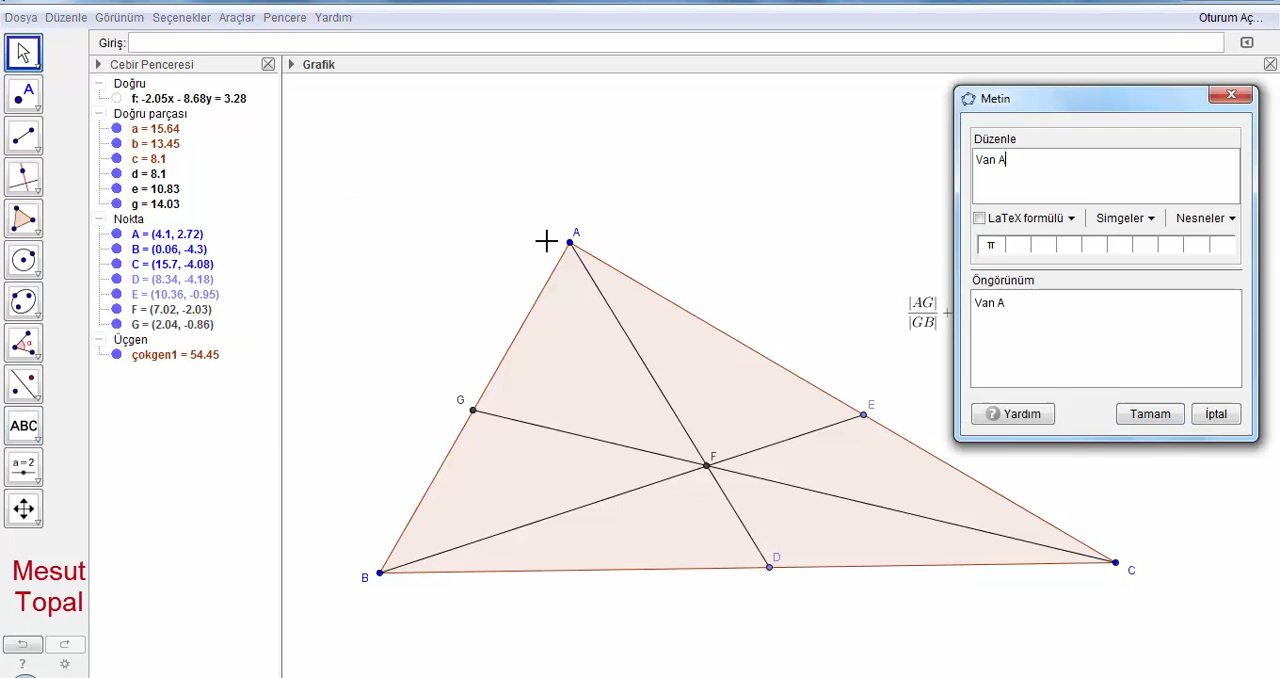 Dosya Düzenle Görünüm Seçenekler Araçlar Pencere Yardım
Oturum Aç...
Giriş:
Cebir Penceresi
Grafik
Doğru
f: -2.05x - 8.68y = 3.28
Doğru parçası
a = 15.64
b = 13.45
c = 8.1
d = 8.1
e = 10.83
g = 14.03
Nokta
A = (4.1, 2.72)
B = (0.06, -4.3)
C = (15.7, -4.08)
D = (8.34, -4.18)
E = (10.36, -0.95)
F = (7.02, -2.03)
G = (2.04, -0.86)
Üçgen
çokgen1 = 54.45
A
ABC
a=2
α
Mesut
Topal
?
A
G
E
F
B
D
C
|AG|
|GB| +
Metin
Düzenle
Van A
LaTeX formülü Simgeler Nesneler
π
Öngörünüm
Van A
? Yardım Tamam İptal